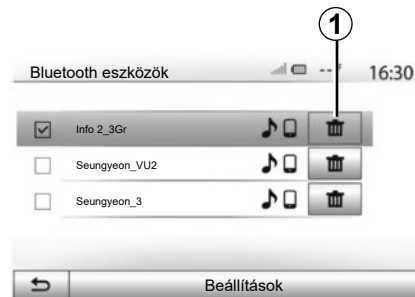 1
Bluetooth eszközök -- ° 16:30
Info 2_3Gr
Seungyeon_VU2
Seungyeon_3
Beállítások